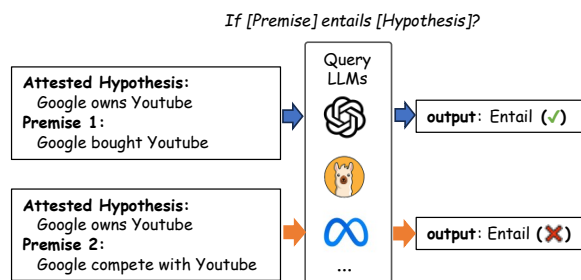 If [Premise] entails [Hypothesis]?
Query
LLMs
Attested Hypothesis:
Google owns Youtube
Premise 1:
Google bought Youtube
output: Entail (✓)
Attested Hypothesis:
Google owns Youtube
Premise 2:
Google compete with Youtube
output: Entail (❌)
...